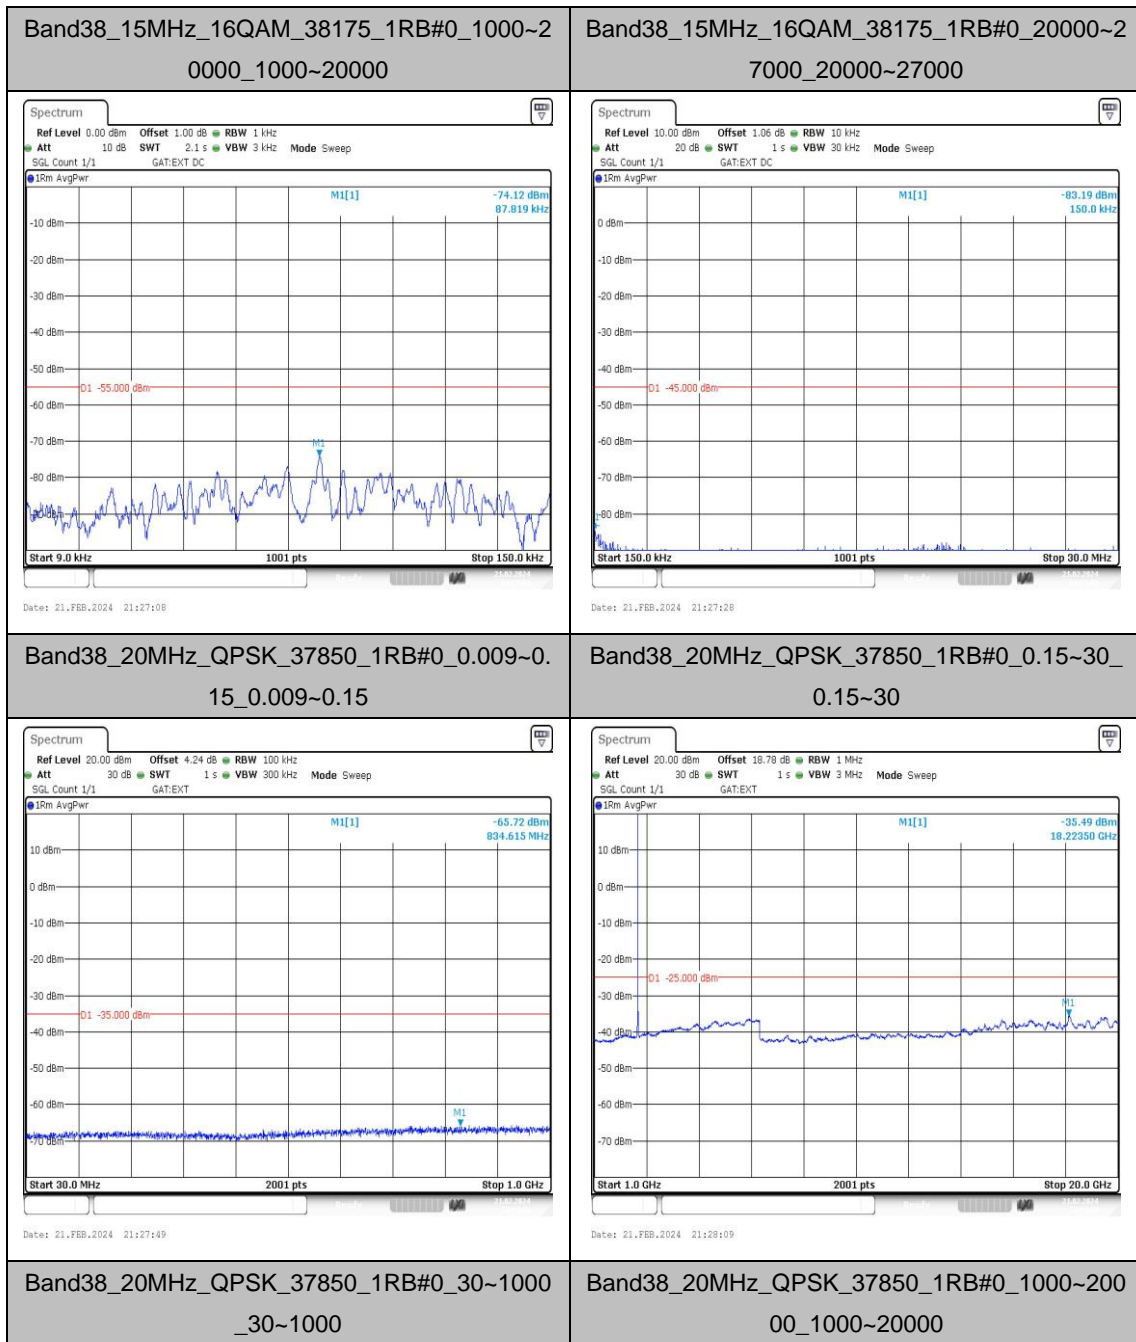 Band38_15MHz_16QAM_38175_1RB#0_1000~2
0000_1000~20000
Band38_15MHz_16QAM_38175_1RB#0_20000~2
7000_20000~27000
Spectrum
Ref Level 0.00 dBm Offset 1.00 dB RBW 1 kHz
Att 10 dB SWT 2.1 s VBW 3 kHz Mode Sweep
SGL Count 1/1 GAT:EXT DC
1Rm AvgPwr
M1[1] -74.12 dBm
87.819 kHz
-10 dBm
-20 dBm
-30 dBm
-40 dBm
-50 dBm
D1 -55.000 dBm
-60 dBm
-70 dBm
M1
-80 dBm
-90 dBm
Start 9.0 kHz 1001 pts Stop 150.0 kHz
Date: 21.FEB.2024 21:27:08
Spectrum
Ref Level 10.00 dBm Offset 1.06 dB RBW 10 kHz
Att 20 dB SWT 1 s VBW 30 kHz Mode Sweep
SGL Count 1/1 GAT:EXT DC
1Rm AvgPwr
M1[1] -83.19 dBm
150.0 kHz
0 dBm
-10 dBm
-20 dBm
-30 dBm
-40 dBm
D1 -45.000 dBm
-50 dBm
-60 dBm
-70 dBm
-80 dBm
Start 150.0 kHz 1001 pts Stop 30.0 MHz
Date: 21.FEB.2024 21:27:28
Band38_20MHz_QPSK_37850_1RB#0_0.009~0.
15_0.009~0.15
Band38_20MHz_QPSK_37850_1RB#0_0.15~30_
0.15~30
Spectrum
Ref Level 20.00 dBm Offset 4.24 dB RBW 100 kHz
Att 30 dB SWT 1 s VBW 300 kHz Mode Sweep
SGL Count 1/1 GAT:EXT
1Rm AvgPwr
M1[1] -65.72 dBm
834.615 MHz
10 dBm
0 dBm
-10 dBm
-20 dBm
-30 dBm
D1 -35.000 dBm
-40 dBm
-50 dBm
-60 dBm
M1
-70 dBm
Start 30.0 MHz 2001 pts Stop 1.0 GHz
Date: 21.FEB.2024 21:27:49
Spectrum
Ref Level 20.00 dBm Offset 18.78 dB RBW 1 MHz
Att 30 dB SWT 1 s VBW 3 MHz Mode Sweep
SGL Count 1/1 GAT:EXT
1Rm AvgPwr
M1[1] -35.49 dBm
18.22350 GHz
10 dBm
0 dBm
-10 dBm
-20 dBm
D1 -25.000 dBm
-30 dBm
M1
-40 dBm
-50 dBm
-60 dBm
-70 dBm
Start 1.0 GHz 2001 pts Stop 20.0 GHz
Date: 21.FEB.2024 21:28:09
Band38_20MHz_QPSK_37850_1RB#0_30~1000
_30~1000
Band38_20MHz_QPSK_37850_1RB#0_1000~200
00_1000~20000